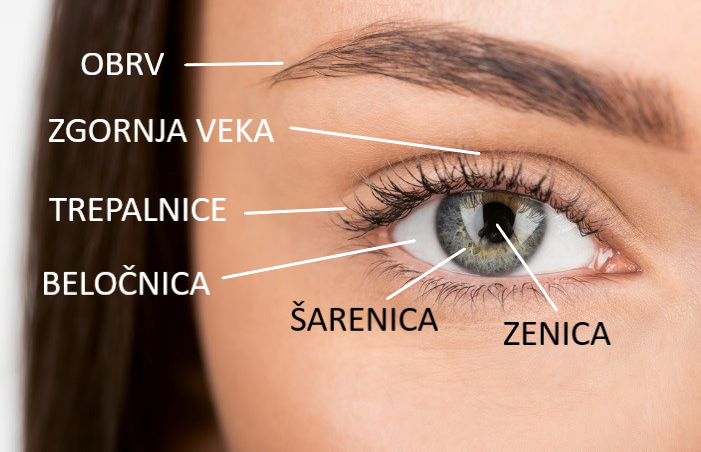 OBRV
ZGORNJA VEKA
TREPALNICE
BELOČNICA
ŠARENICA
ZENICA